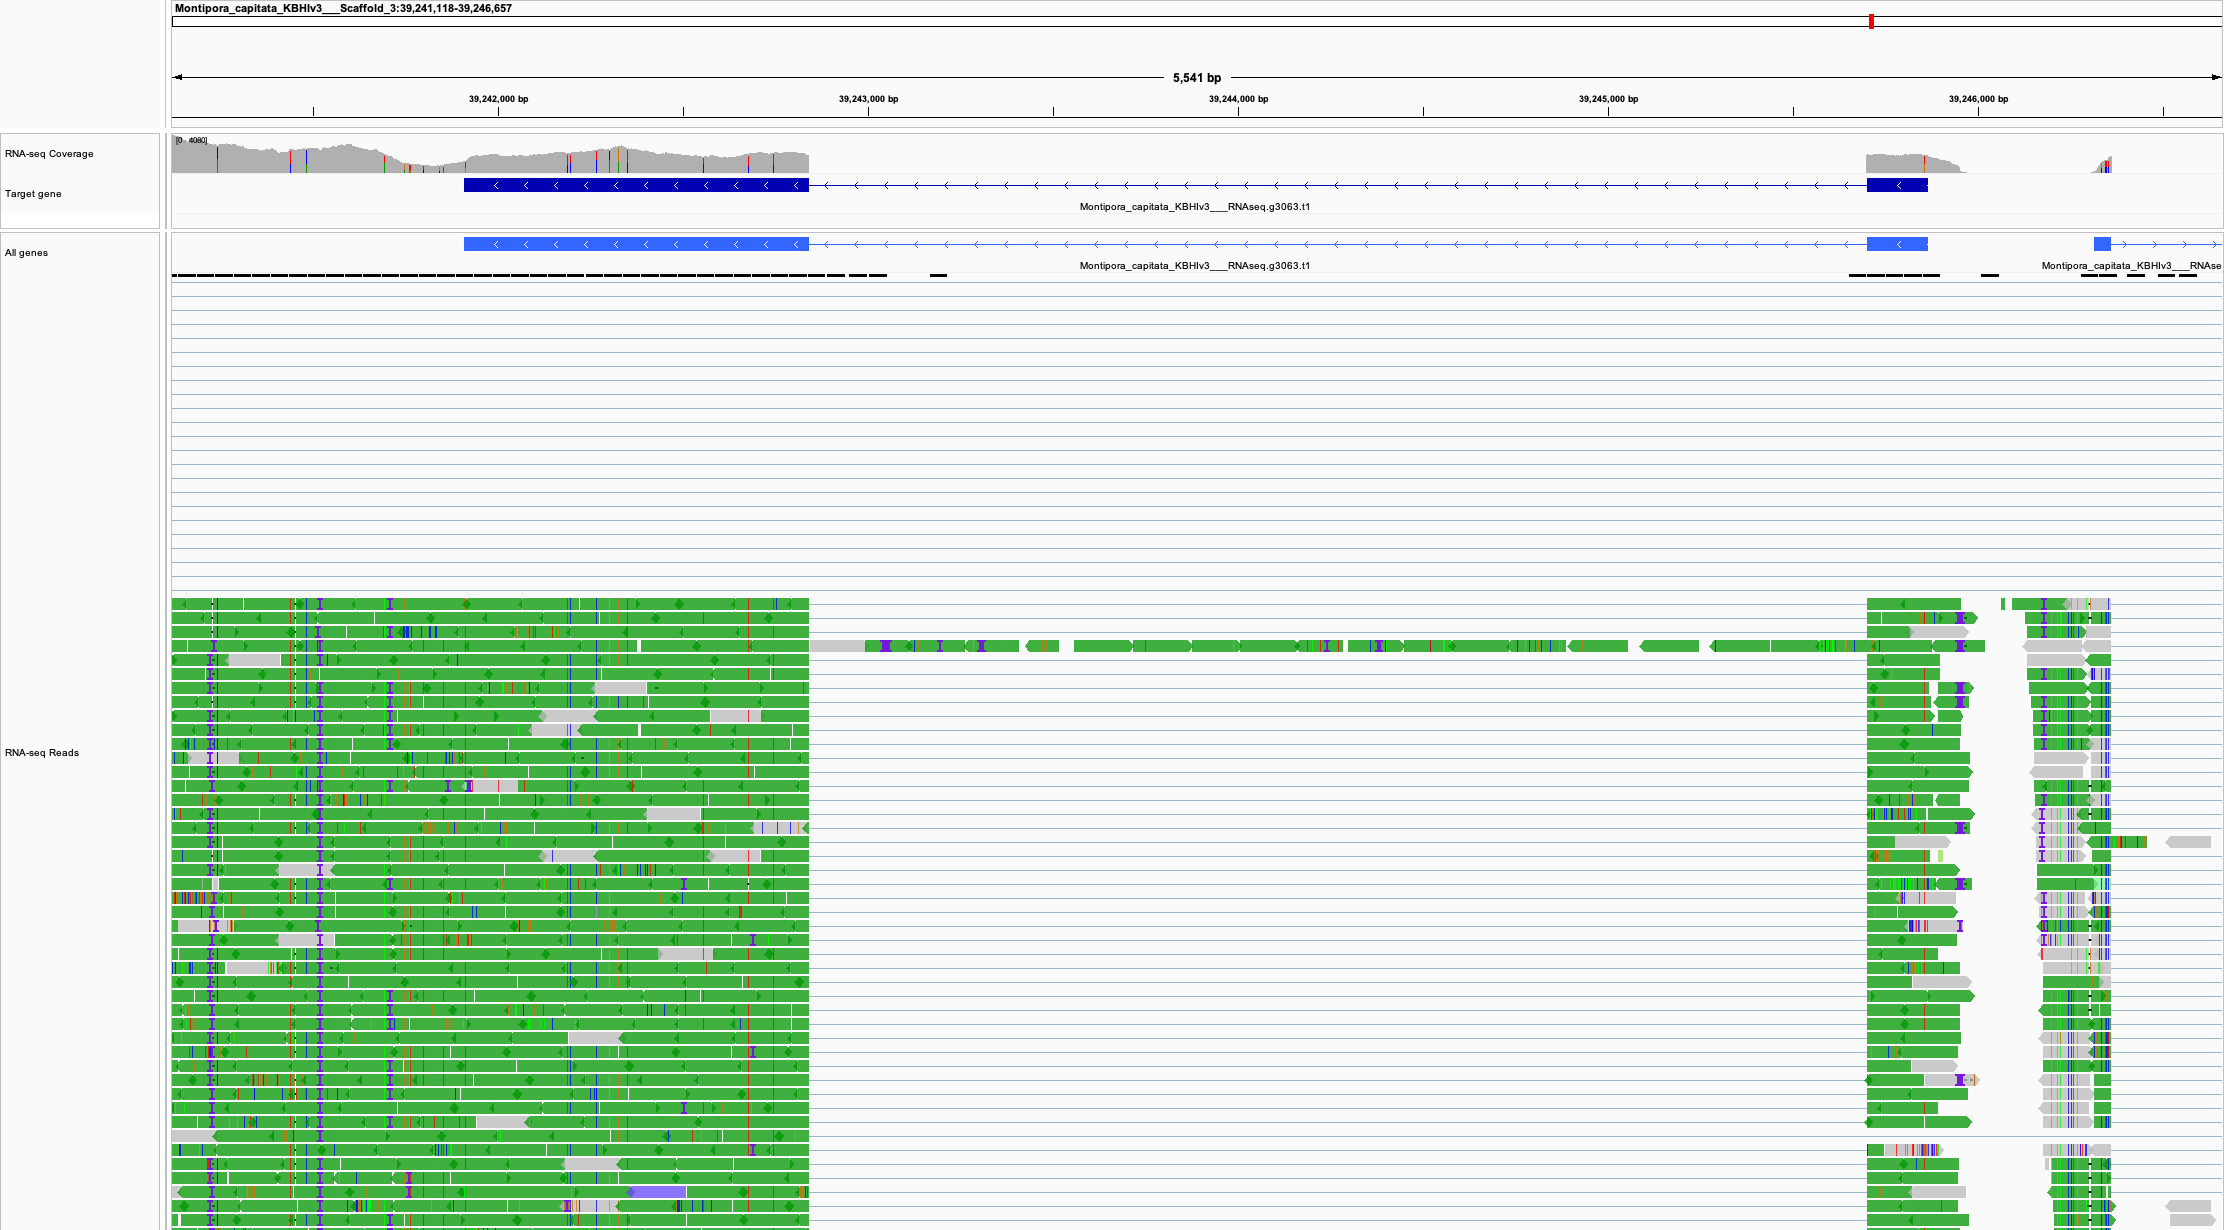 Montipora_capitata_KBHIv3___Scaffold_3:39,241,118-39,246,657
5,541 bp
39,242,000 bp 39,243,000 bp 39,244,000 bp 39,245,000 bp 39,246,000 bp
[0 - 4080]
RNA-seq Coverage
Target gene
Montipora_capitata_KBHIv3___RNAseq.g3063.t1
All genes
Montipora_capitata_KBHIv3___RNAseq.g3063.t1 Montipora_capitata_KBHIv3___RNAse
RNA-seq Reads